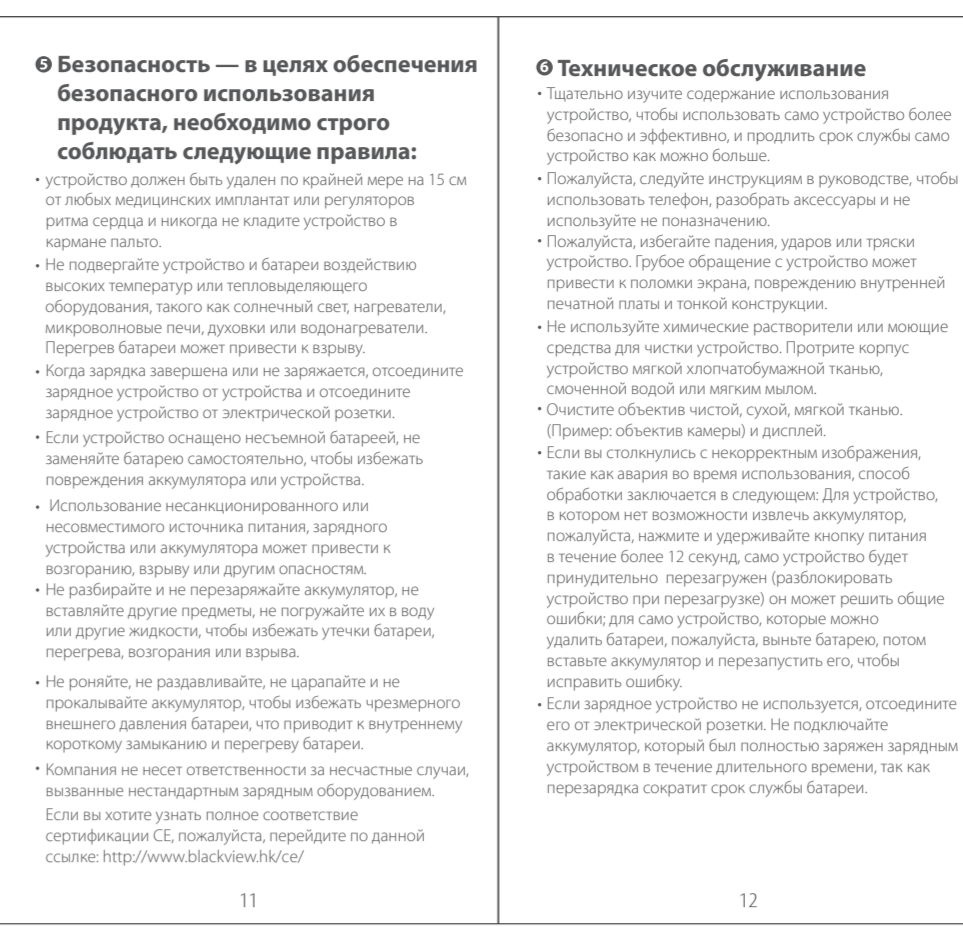 ❺ Безопасность — в целях обеспечения
безопасного использования
продукта, необходимо строго
соблюдать следующие правила:
• устройство должен быть удален по крайней мере на 15 см
от любых медицинских имплантат или регуляторов
ритма сердца и никогда не кладите устройство в
кармане пальто.
• Не подвергайте устройство и батареи воздействию
высоких температур или тепловыделяющего
оборудования, такого как солнечный свет, нагреватели,
микроволновые печи, духовки или водонагреватели.
Перегрев батареи может привести к взрыву.
• Когда зарядка завершена или не заряжается, отсоедините
зарядное устройство от устройства и отсоедините
зарядное устройство от электрической розетки.
• Если устройство оснащено несъемной батареей, не
заменяйте батарею самостоятельно, чтобы избежать
повреждения аккумулятора или устройства.
• Использование несанкционированного или
несовместимого источника питания, зарядного
устройства или аккумулятора может привести к
возгоранию, взрыву или другим опасностям.
• Не разбирайте и не перезаряжайте аккумулятор, не
вставляйте другие предметы, не погружайте их в воду
или другие жидкости, чтобы избежать утечки батареи,
перегрева, возгорания или взрыва.
• Не роняйте, не раздавливайте, не царапайте и не
прокалывайте аккумулятор, чтобы избежать чрезмерного
внешнего давления батареи, что приводит к внутреннему
короткому замыканию и перегреву батареи.
• Компания не несет ответственности за несчастные случаи,
вызванные нестандартным зарядным оборудованием.
Если вы хотите узнать полное соответствие
сертификации CE, пожалуйста, перейдите по данной
ссылке: http://www.blackview.hk/ce/
11
❻ Техническое обслуживание
• Тщательно изучите содержание использования
устройство, чтобы использовать само устройство более
безопасно и эффективно, и продлить срок службы само
устройство как можно больше.
• Пожалуйста, следуйте инструкциям в руководстве, чтобы
использовать телефон, разобрать аксессуары и не
используйте не поназначению.
• Пожалуйста, избегайте падения, ударов или тряски
устройство. Грубое обращение с устройство может
привести к поломки экрана, повреждению внутренней
печатной платы и тонкой конструкции.
• Не используйте химические растворители или моющие
средства для чистки устройство. Протрите корпус
устройство мягкой хлопчатобумажной тканью,
смоченной водой или мягким мылом.
• Очистите объектив чистой, сухой, мягкой тканью.
(Пример: объектив камеры) и дисплей.
• Если вы столкнулись с некорректным изображения,
такие как авария во время использования, способ
обработки заключается в следующем: Для устройство,
в котором нет возможности извлечь аккумулятор,
пожалуйста, нажмите и удерживайте кнопку питания
в течение более 12 секунд, само устройство будет
принудительно перезагружен (разблокировать
устройство при перезагрузке) он может решить общие
ошибки; для само устройство, которые можно
удалить батареи, пожалуйста, выньте батарею, потом
вставьте аккумулятор и перезапустить его, чтобы
исправить ошибку.
• Если зарядное устройство не используется, отсоедините
его от электрической розетки. Не подключайте
аккумулятор, который был полностью заряжен зарядным
устройством в течение длительного времени, так как
перезарядка сократит срок службы батареи.
12